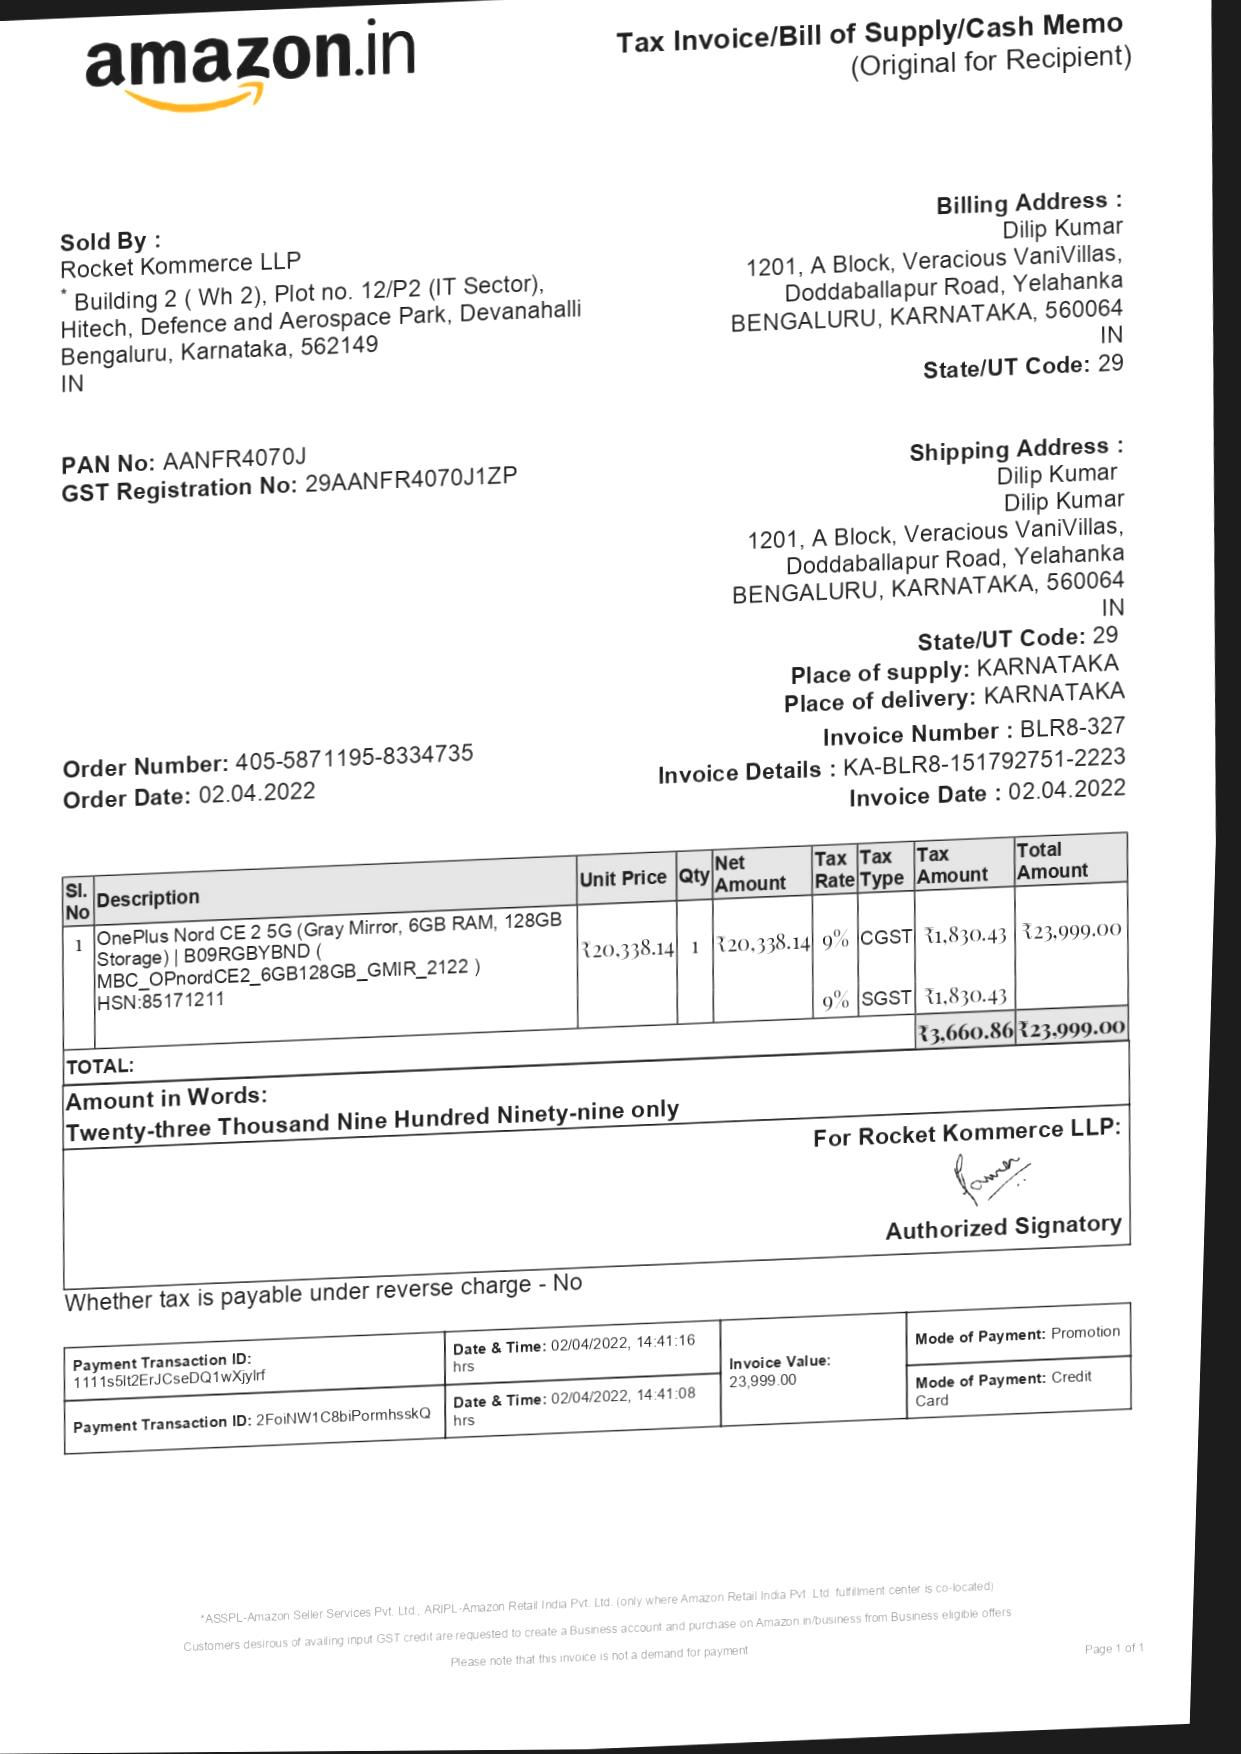 amazon.in
Tax Invoice/Bill of Supply/Cash Memo
(Original for Recipient)
Sold By :
Rocket Kommerce LLP
* Building 2 ( Wh 2), Plot no. 12/P2 (IT Sector),
Hitech, Defence and Aerospace Park, Devanahalli
Bengaluru, Karnataka, 562149
IN
Billing Address :
Dilip Kumar
1201, A Block, Veracious VaniVillas,
Doddaballapur Road, Yelahanka
BENGALURU, KARNATAKA, 560064
IN
State/UT Code: 29
PAN No: AANFR4070J
GST Registration No: 29AANFR4070J1ZP
Shipping Address :
Dilip Kumar
Dilip Kumar
1201, A Block, Veracious VaniVillas,
Doddaballapur Road, Yelahanka
BENGALURU, KARNATAKA, 560064
IN
State/UT Code: 29
Place of supply: KARNATAKA
Place of delivery: KARNATAKA
Order Number: 405-5871195-8334735
Order Date: 02.04.2022
Invoice Number : BLR8-327
Invoice Details : KA-BLR8-151792751-2223
Invoice Date : 02.04.2022
Sl. No Description Unit Price Qty Net Amount Tax Rate Tax Type Tax Amount Total Amount
1 OnePlus Nord CE 2 5G (Gray Mirror, 6GB RAM, 128GB
Storage) | B09RGBYBND (
MBC_OPnordCE2_6GB128GB_GMIR_2122 )
HSN:85171211
₹20,338.14 1 ₹20,338.14 9% CGST ₹1,830.43 ₹23,999.00
9% SGST ₹1,830.43
TOTAL: ₹3,660.86 ₹23,999.00
Amount in Words:
Twenty-three Thousand Nine Hundred Ninety-nine only
For Rocket Kommerce LLP:
Authorized Signatory
Whether tax is payable under reverse charge - No
Payment Transaction ID:
1111s5lt2ErJCseDQ1wXjylrf
Date & Time: 02/04/2022, 14:41:16
hrs
Invoice Value:
23,999.00
Mode of Payment: Promotion
Payment Transaction ID: 2FoiNW1C8biPormhsskQ
Date & Time: 02/04/2022, 14:41:08
hrs
Mode of Payment: Credit
Card
*ASSPL-Amazon Seller Services Pvt. Ltd., ARIPL-Amazon Retail India Pvt. Ltd. (only where Amazon Retail India Pvt. Ltd. fulfillment center is co-located)
Customers desirous of availing input GST credit are requested to create a Business account and purchase on Amazon.in/business from Business eligible offers
Please note that this invoice is not a demand for payment
Page 1 of 1